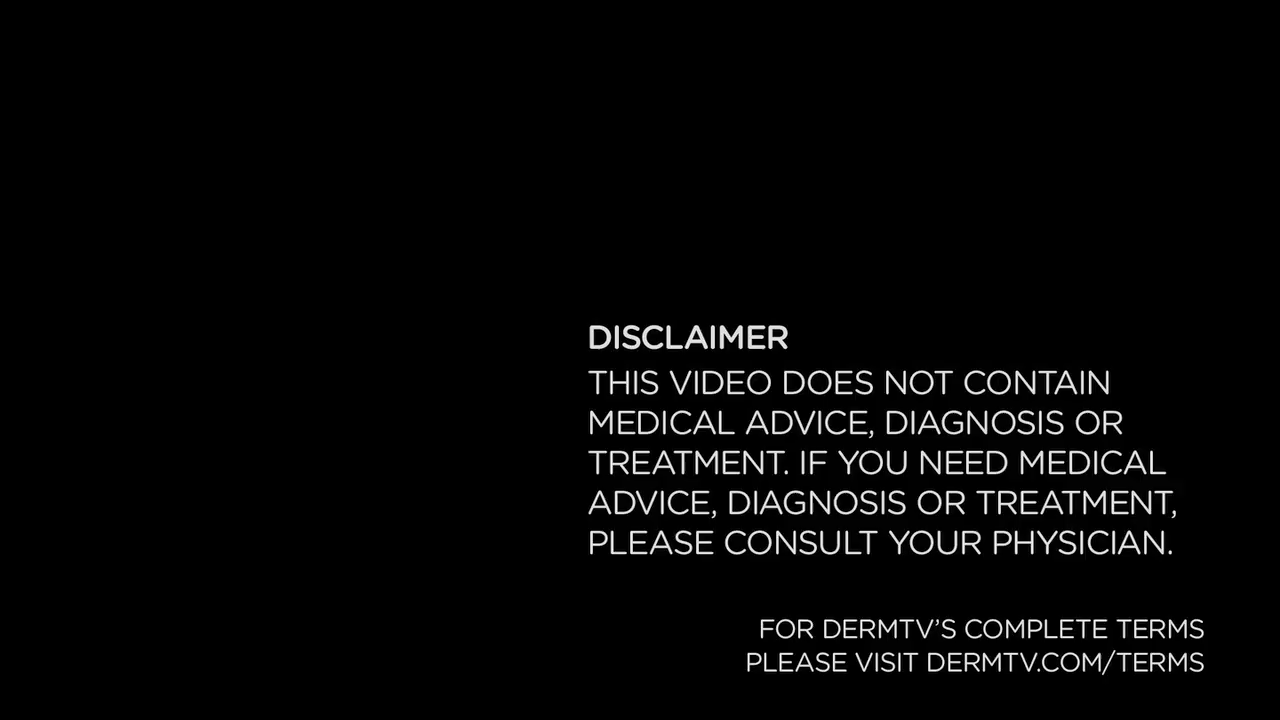 DISCLAIMER
THIS VIDEO DOES NOT CONTAIN
MEDICAL ADVICE, DIAGNOSIS OR
TREATMENT. IF YOU NEED MEDICAL
ADVICE, DIAGNOSIS OR TREATMENT,
PLEASE CONSULT YOUR PHYSICIAN.
FOR DERMTV’S COMPLETE TERMS
PLEASE VISIT DERMTV.COM/TERMS